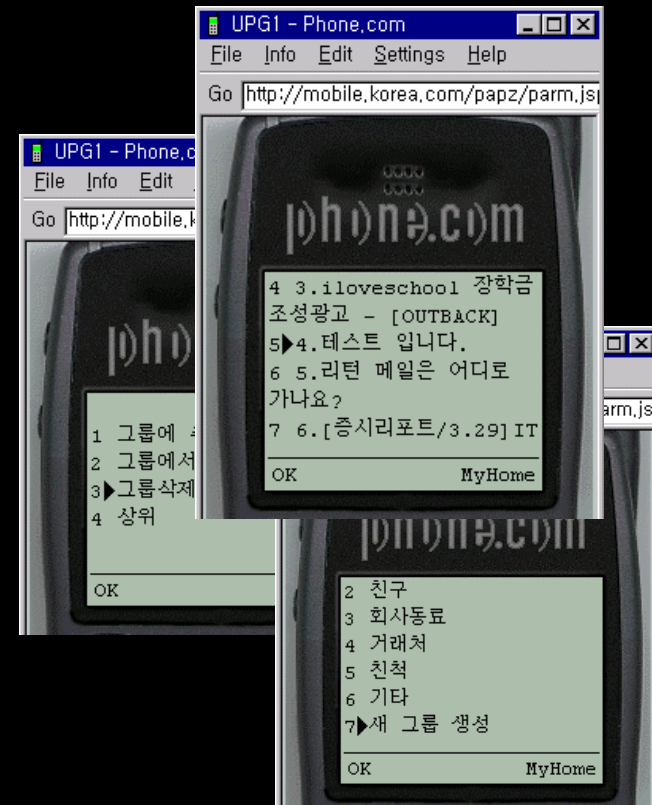 UPG1 - Phone.com
File Info Edit Settings Help
Go http://mobile.korea.com/papz/parm.jsp
phone.com
4 3.iloveschool 장학금
조성광고 - [OUTBACK]
5▶4.테스트 입니다.
6 5.리턴 메일은 어디로
가나요?
7 6.[증시리포트/3.29]IT
OK MyHome
UPG1 - Phone.c
File Info Edit
Go http://mobile.k
pho
1 그룹에
2 그룹에서
3▶그룹삭제
4 상위
OK
arm.js
phone.com
2 친구
3 회사동료
4 거래처
5 친척
6 기타
7▶새 그룹 생성
OK MyHome